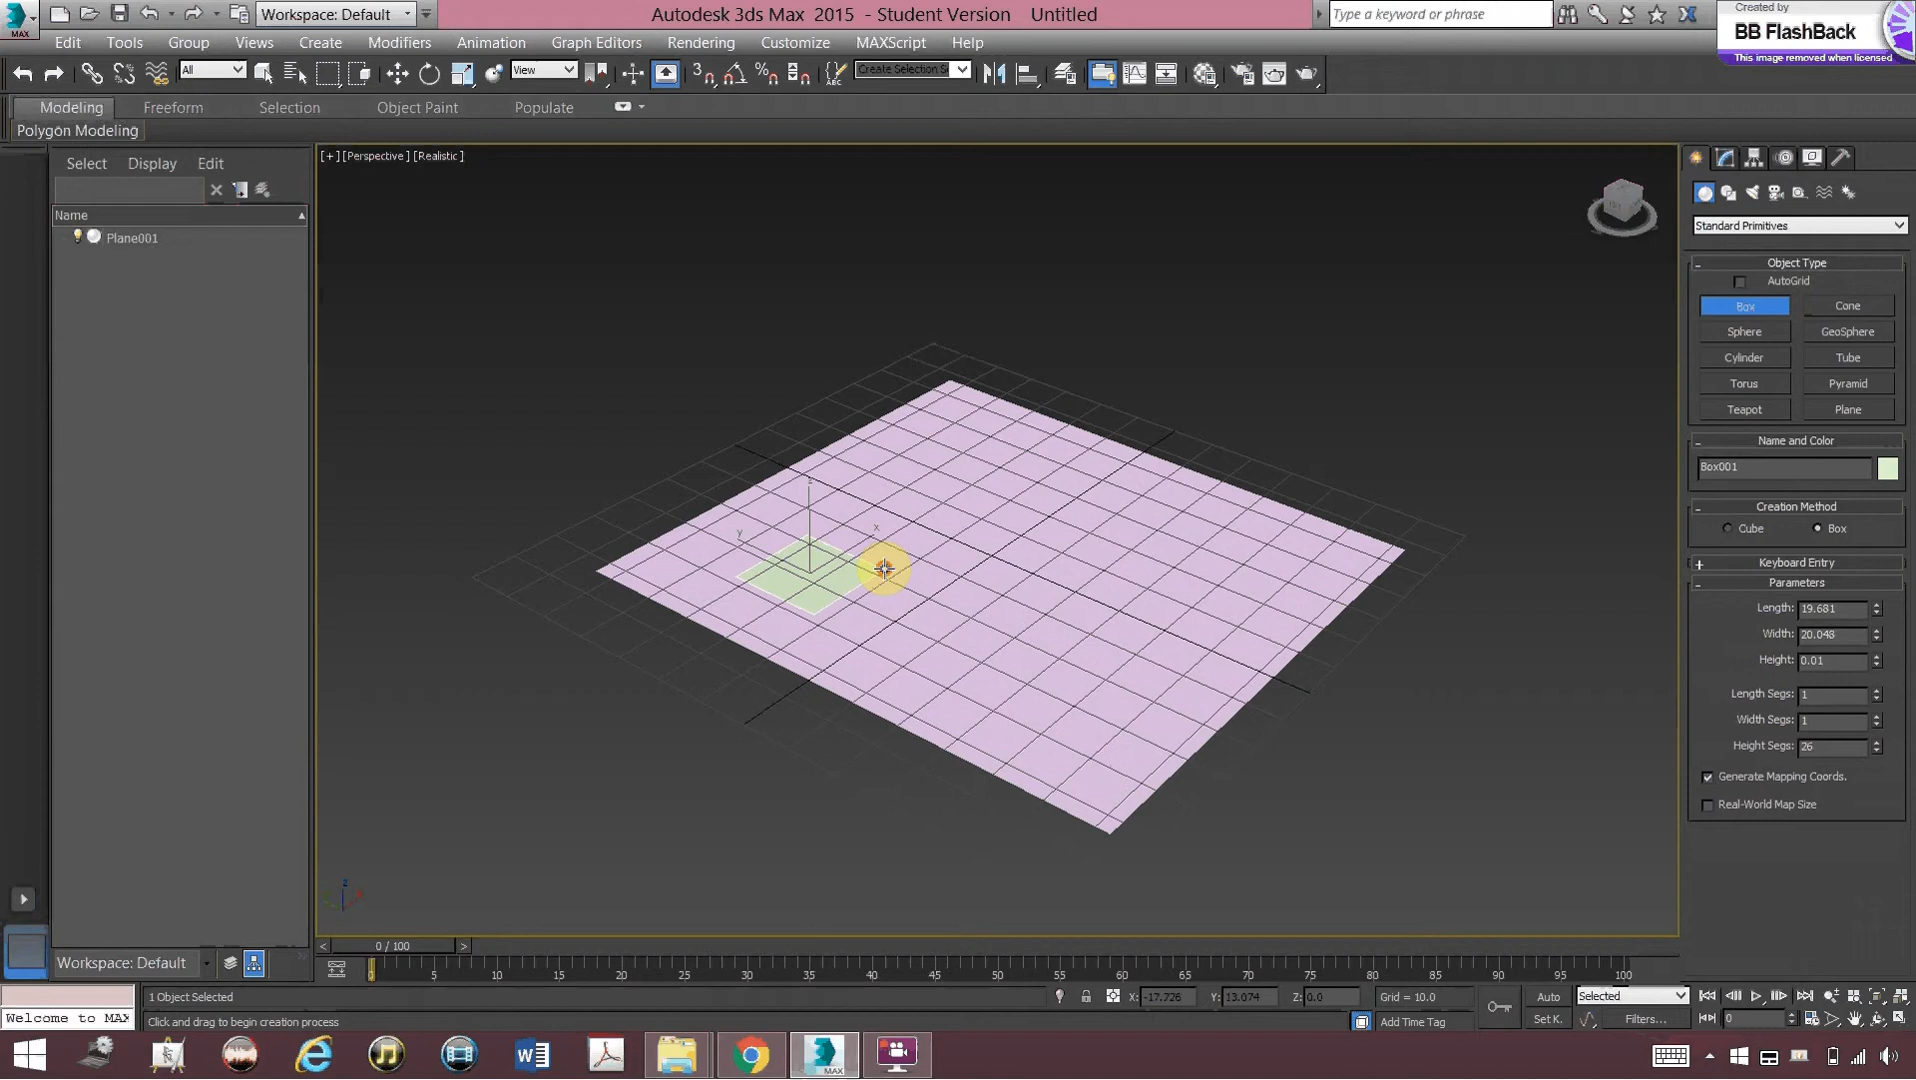 Workspace: Default
Autodesk 3ds Max 2015 - Student Version Untitled
Type a keyword or phrase
Created by
BB FlashBack
This image removed when licensed
MAX
Edit Tools Group Views Create Modifiers Animation Graph Editors Rendering Customize MAXScript Help
All
View
Create Selection S
Modeling Freeform Selection Object Paint Populate
Polygon Modeling
Select Display Edit
[+] [Perspective ] [Realistic ]
Name
Plane001
Standard Primitives
Object Type
AutoGrid
Box Cone
Sphere GeoSphere
Cylinder Tube
Torus Pyramid
Teapot Plane
Name and Color
Box001
Creation Method
Cube Box
Keyboard Entry
Parameters
Length: 19.681
Width: 20.048
Height: 0.01
Length Segs: 1
Width Segs: 1
Height Segs: 26
Generate Mapping Coords.
Real-World Map Size
z
y
x
z
0 / 100
Workspace: Default
5 10 15 20 25 30 35 40 45 50 55 60 65 70 75 80 85 90 95 100
1 Object Selected
X: -17.726 Y: 13.074 Z: 0.0
Grid = 10.0
Auto
Selected
Welcome to MAX
Click and drag to begin creation process
Add Time Tag
Set K.
Filters...
0
MAX